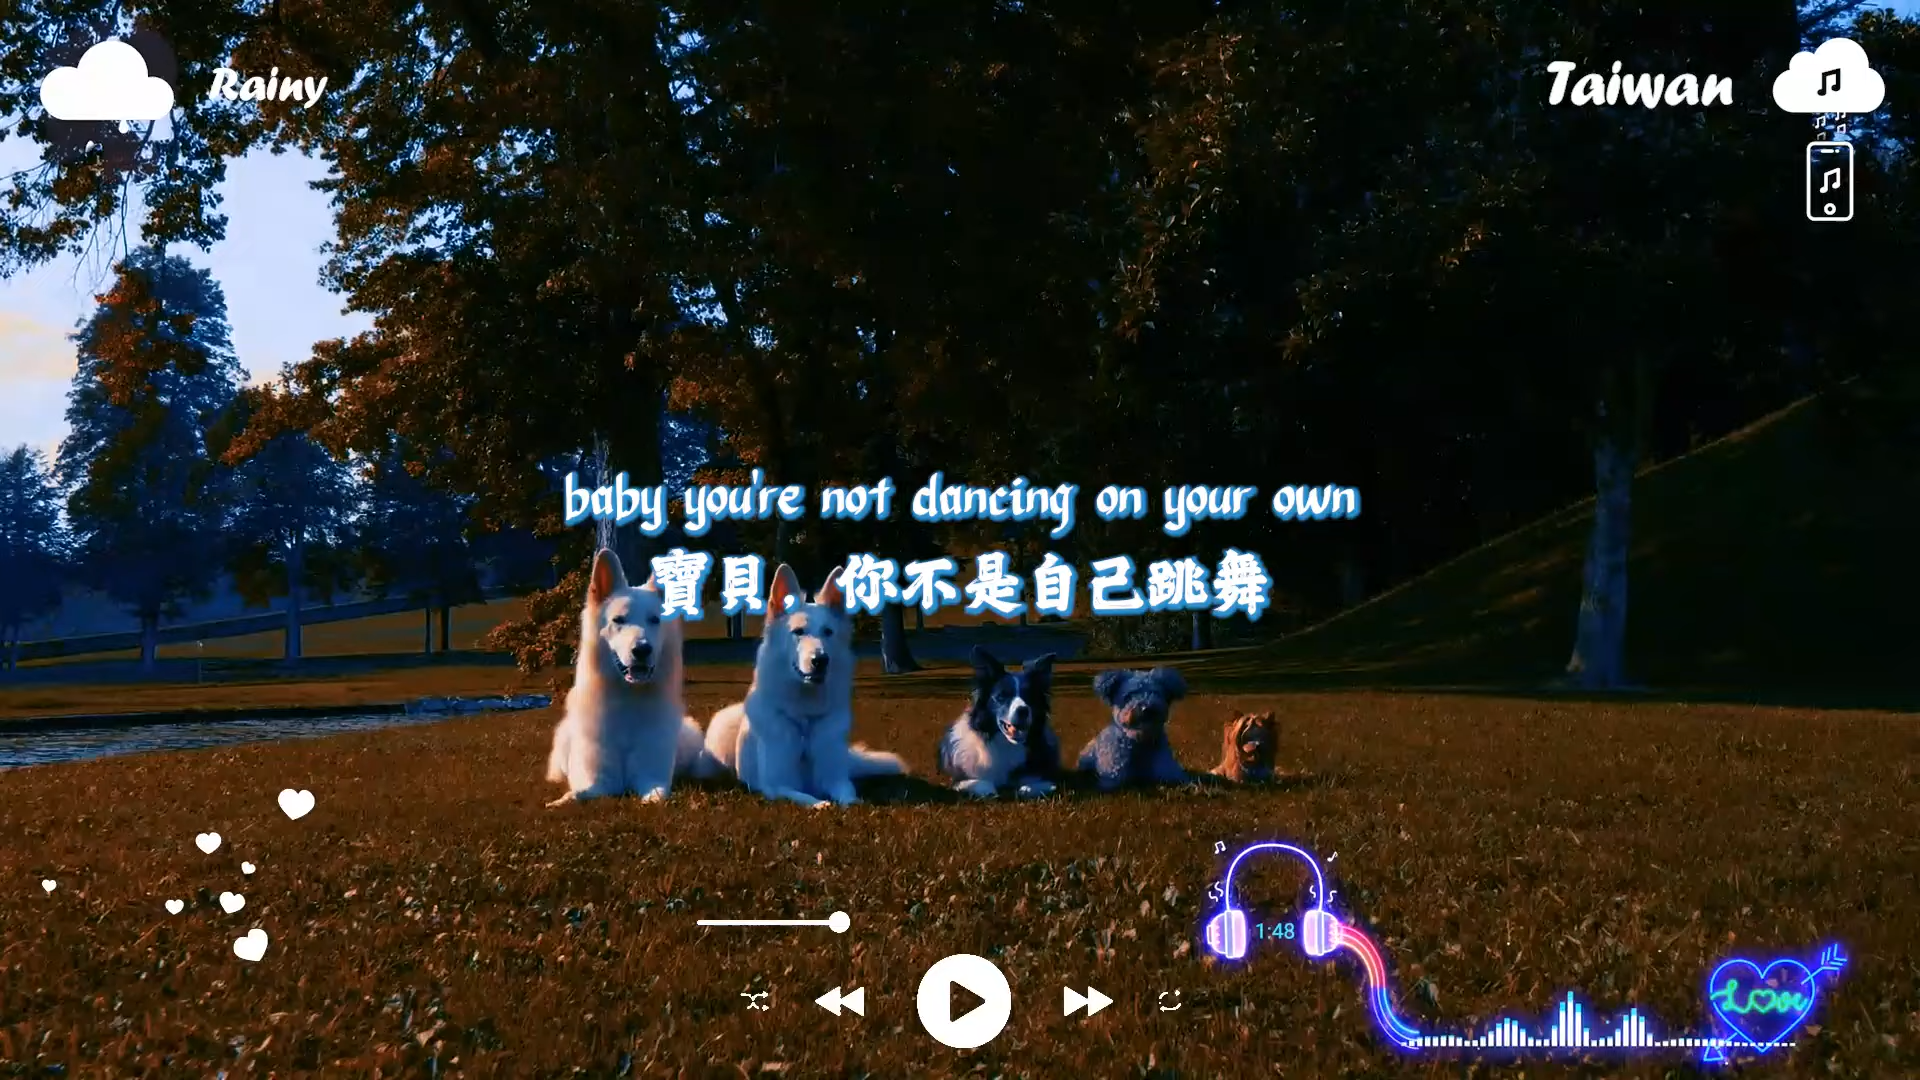 Rainy
Taiwan
baby you're not dancing on your own
寶貝，你不是自己跳舞
1:48
Love